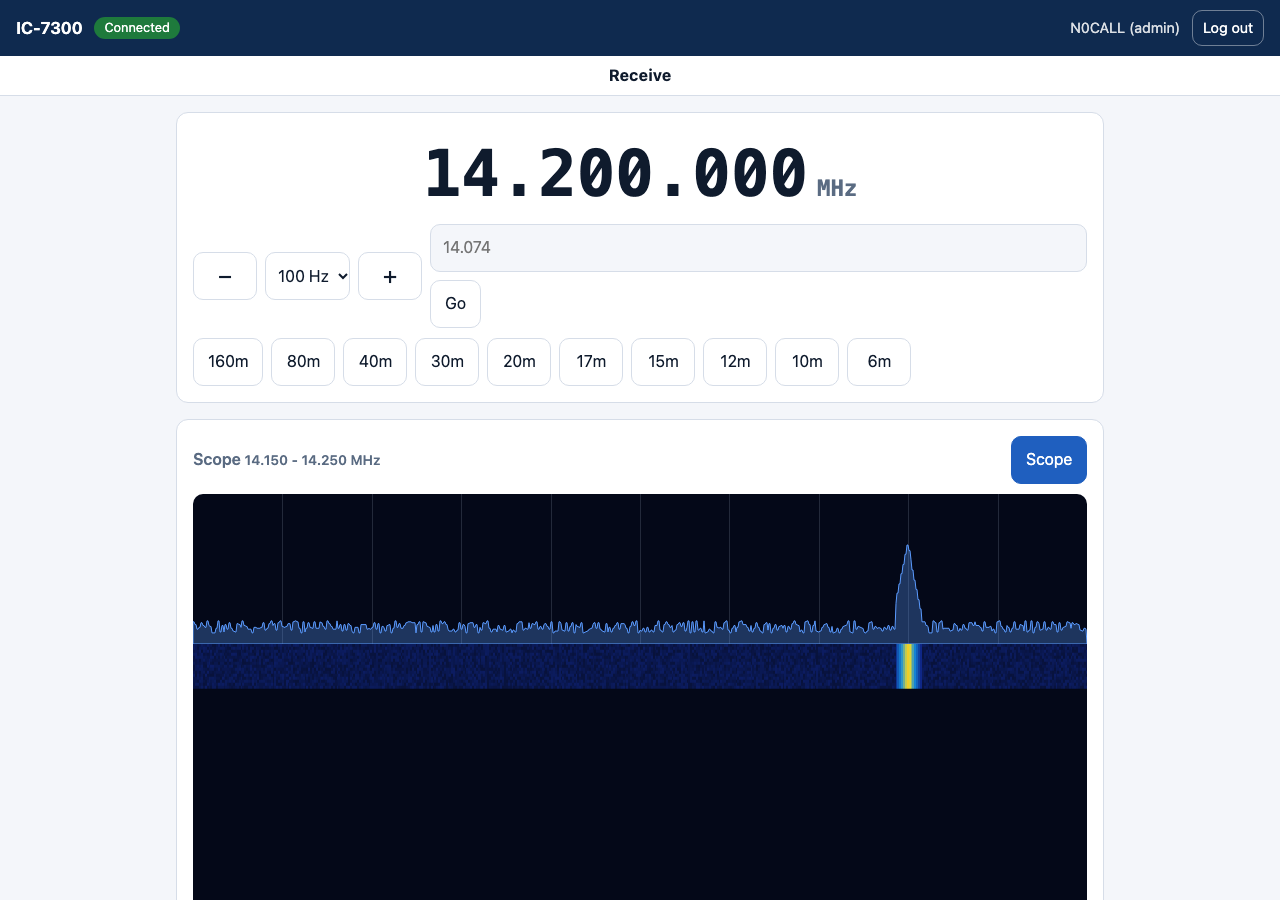 IC-7300 Connected N0CALL (admin) Log out
Receive
14.200.000 MHz
14.074
− 100 Hz +
Go
160m 80m 40m 30m 20m 17m 15m 12m 10m 6m
Scope 14.150 - 14.250 MHz Scope